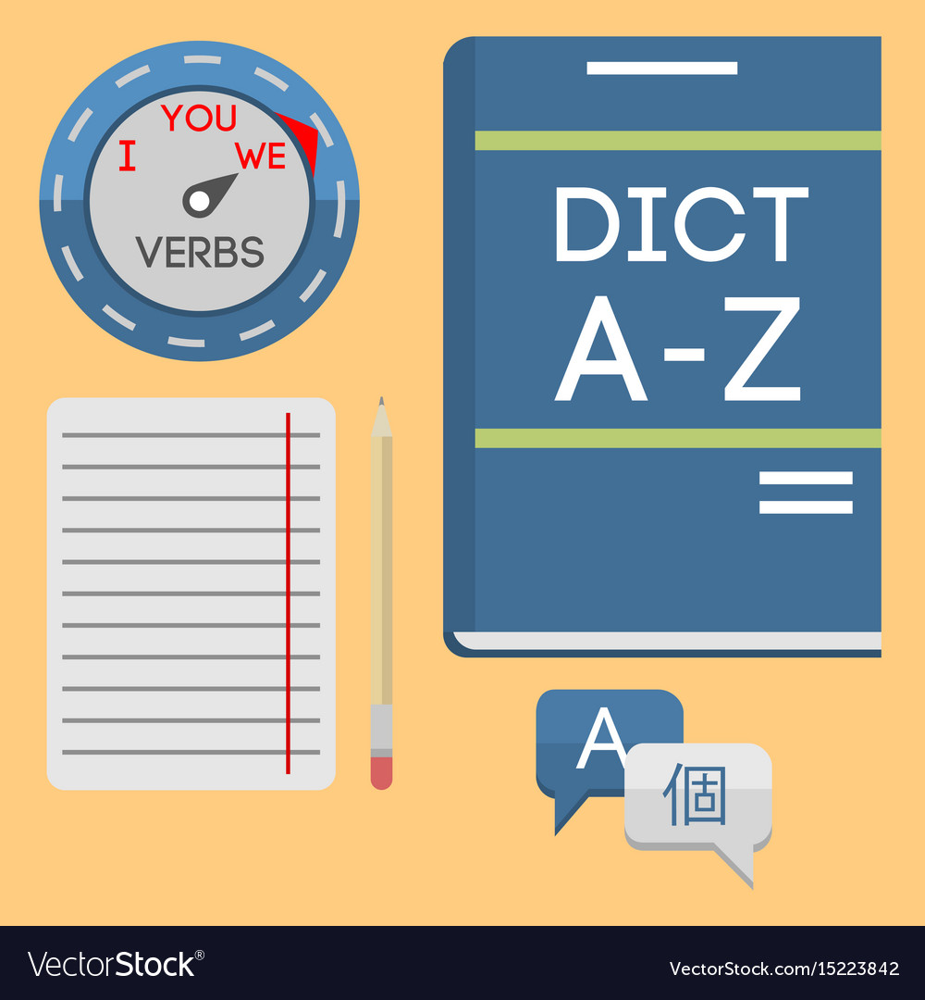 YOU
I
WE
VERBS
DICT
A-Z
A
個
VectorStock®
VectorStock.com/15223842